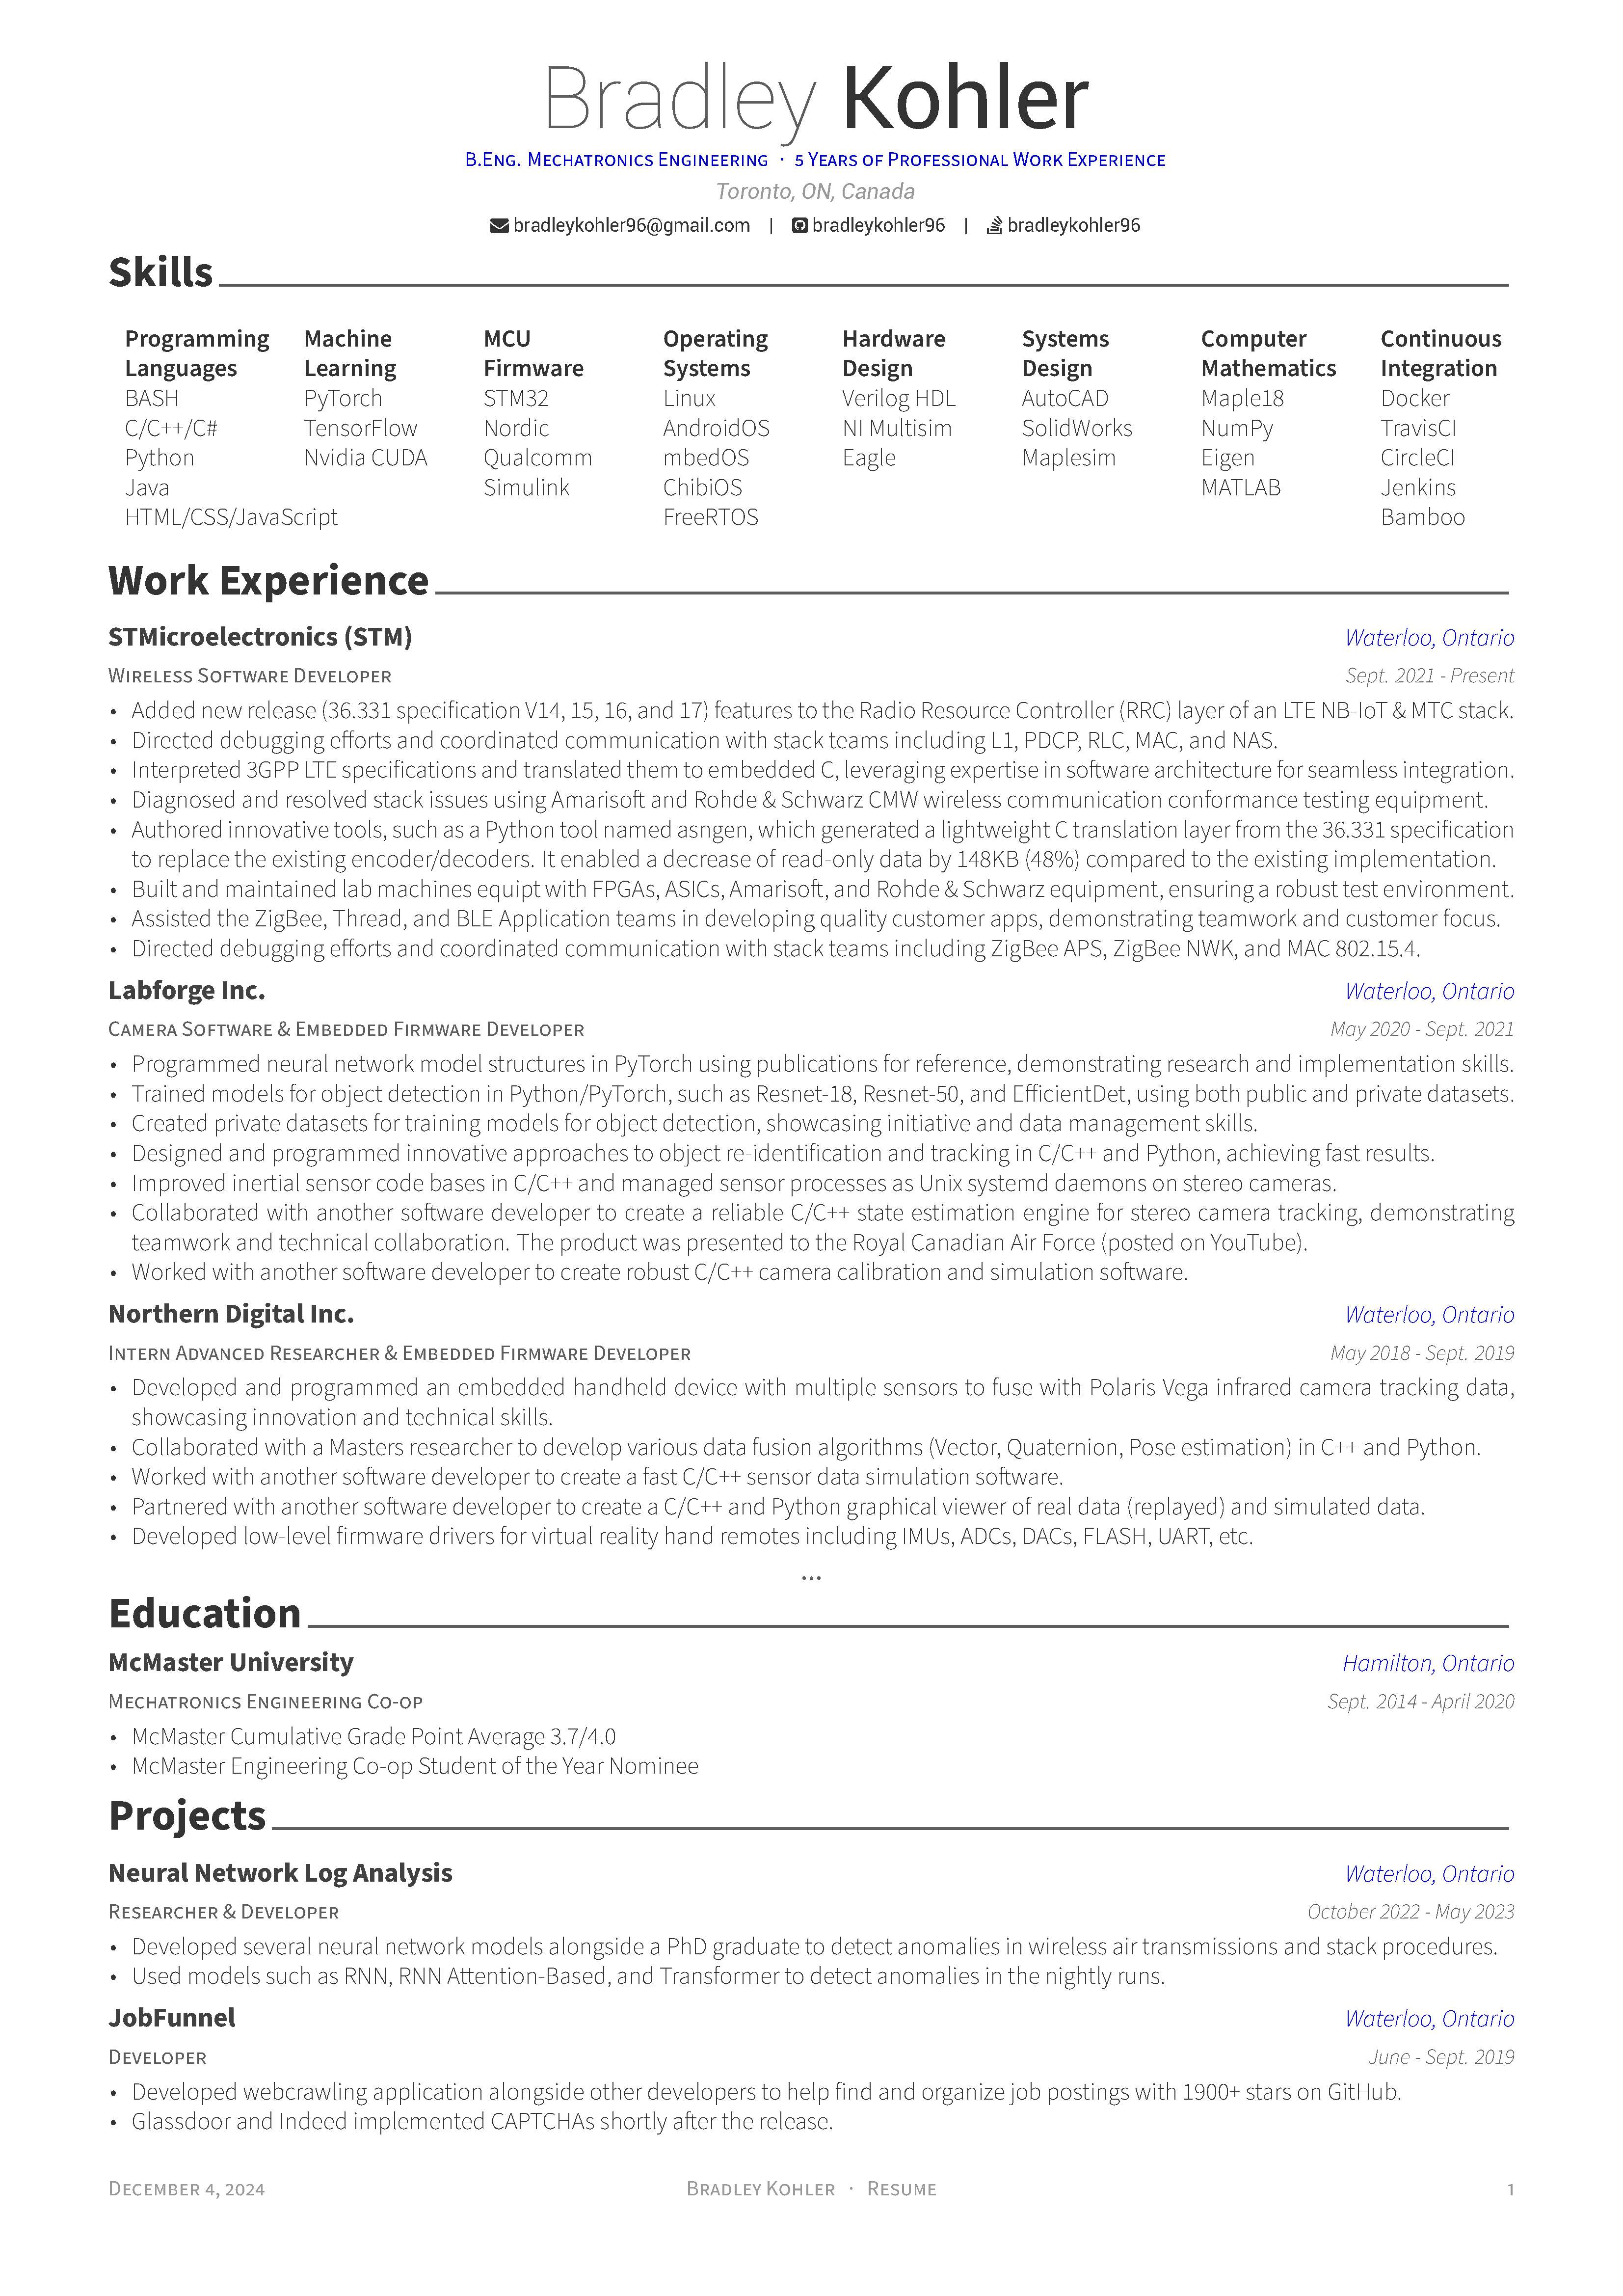 Bradley Kohler
B.Eng. Mechatronics Engineering · 5 Years of Professional Work Experience
Toronto, ON, Canada
bradleykohler96@gmail.com | bradleykohler96 | bradleykohler96
Skills
Programming Machine MCU Operating Hardware Systems Computer Continuous
Languages Learning Firmware Systems Design Design Mathematics Integration
BASH PyTorch STM32 Linux Verilog HDL AutoCAD Maple18 Docker
C/C++/C# TensorFlow Nordic AndroidOS NI Multisim SolidWorks NumPy TravisCI
Python Nvidia CUDA Qualcomm mbedOS Eagle Maplesim Eigen CircleCI
Java Simulink ChibiOS MATLAB Jenkins
HTML/CSS/JavaScript FreeRTOS Bamboo
Work Experience
STMicroelectronics (STM) Waterloo, Ontario
Wireless Software Developer Sept. 2021 - Present
• Added new release (36.331 specification V14, 15, 16, and 17) features to the Radio Resource Controller (RRC) layer of an LTE NB-IoT & MTC stack.
• Directed debugging efforts and coordinated communication with stack teams including L1, PDCP, RLC, MAC, and NAS.
• Interpreted 3GPP LTE specifications and translated them to embedded C, leveraging expertise in software architecture for seamless integration.
• Diagnosed and resolved stack issues using Amarisoft and Rohde & Schwarz CMW wireless communication conformance testing equipment.
• Authored innovative tools, such as a Python tool named asngen, which generated a lightweight C translation layer from the 36.331 specification
to replace the existing encoder/decoders. It enabled a decrease of read-only data by 148KB (48%) compared to the existing implementation.
• Built and maintained lab machines equipt with FPGAs, ASICs, Amarisoft, and Rohde & Schwarz equipment, ensuring a robust test environment.
• Assisted the ZigBee, Thread, and BLE Application teams in developing quality customer apps, demonstrating teamwork and customer focus.
• Directed debugging efforts and coordinated communication with stack teams including ZigBee APS, ZigBee NWK, and MAC 802.15.4.
Labforge Inc. Waterloo, Ontario
Camera Software & Embedded Firmware Developer May 2020 - Sept. 2021
• Programmed neural network model structures in PyTorch using publications for reference, demonstrating research and implementation skills.
• Trained models for object detection in Python/PyTorch, such as Resnet-18, Resnet-50, and EfficientDet, using both public and private datasets.
• Created private datasets for training models for object detection, showcasing initiative and data management skills.
• Designed and programmed innovative approaches to object re-identification and tracking in C/C++ and Python, achieving fast results.
• Improved inertial sensor code bases in C/C++ and managed sensor processes as Unix systemd daemons on stereo cameras.
• Collaborated with another software developer to create a reliable C/C++ state estimation engine for stereo camera tracking, demonstrating
teamwork and technical collaboration. The product was presented to the Royal Canadian Air Force (posted on YouTube).
• Worked with another software developer to create robust C/C++ camera calibration and simulation software.
Northern Digital Inc. Waterloo, Ontario
Intern Advanced Researcher & Embedded Firmware Developer May 2018 - Sept. 2019
• Developed and programmed an embedded handheld device with multiple sensors to fuse with Polaris Vega infrared camera tracking data,
showcasing innovation and technical skills.
• Collaborated with a Masters researcher to develop various data fusion algorithms (Vector, Quaternion, Pose estimation) in C++ and Python.
• Worked with another software developer to create a fast C/C++ sensor data simulation software.
• Partnered with another software developer to create a C/C++ and Python graphical viewer of real data (replayed) and simulated data.
• Developed low-level firmware drivers for virtual reality hand remotes including IMUs, ADCs, DACs, FLASH, UART, etc.
...
Education
McMaster University Hamilton, Ontario
Mechatronics Engineering Co-op Sept. 2014 - April 2020
• McMaster Cumulative Grade Point Average 3.7/4.0
• McMaster Engineering Co-op Student of the Year Nominee
Projects
Neural Network Log Analysis Waterloo, Ontario
Researcher & Developer October 2022 - May 2023
• Developed several neural network models alongside a PhD graduate to detect anomalies in wireless air transmissions and stack procedures.
• Used models such as RNN, RNN Attention-Based, and Transformer to detect anomalies in the nightly runs.
JobFunnel Waterloo, Ontario
Developer June - Sept. 2019
• Developed webcrawling application alongside other developers to help find and organize job postings with 1900+ stars on GitHub.
• Glassdoor and Indeed implemented CAPTCHAs shortly after the release.
December 4, 2024 Bradley Kohler · Resume 1